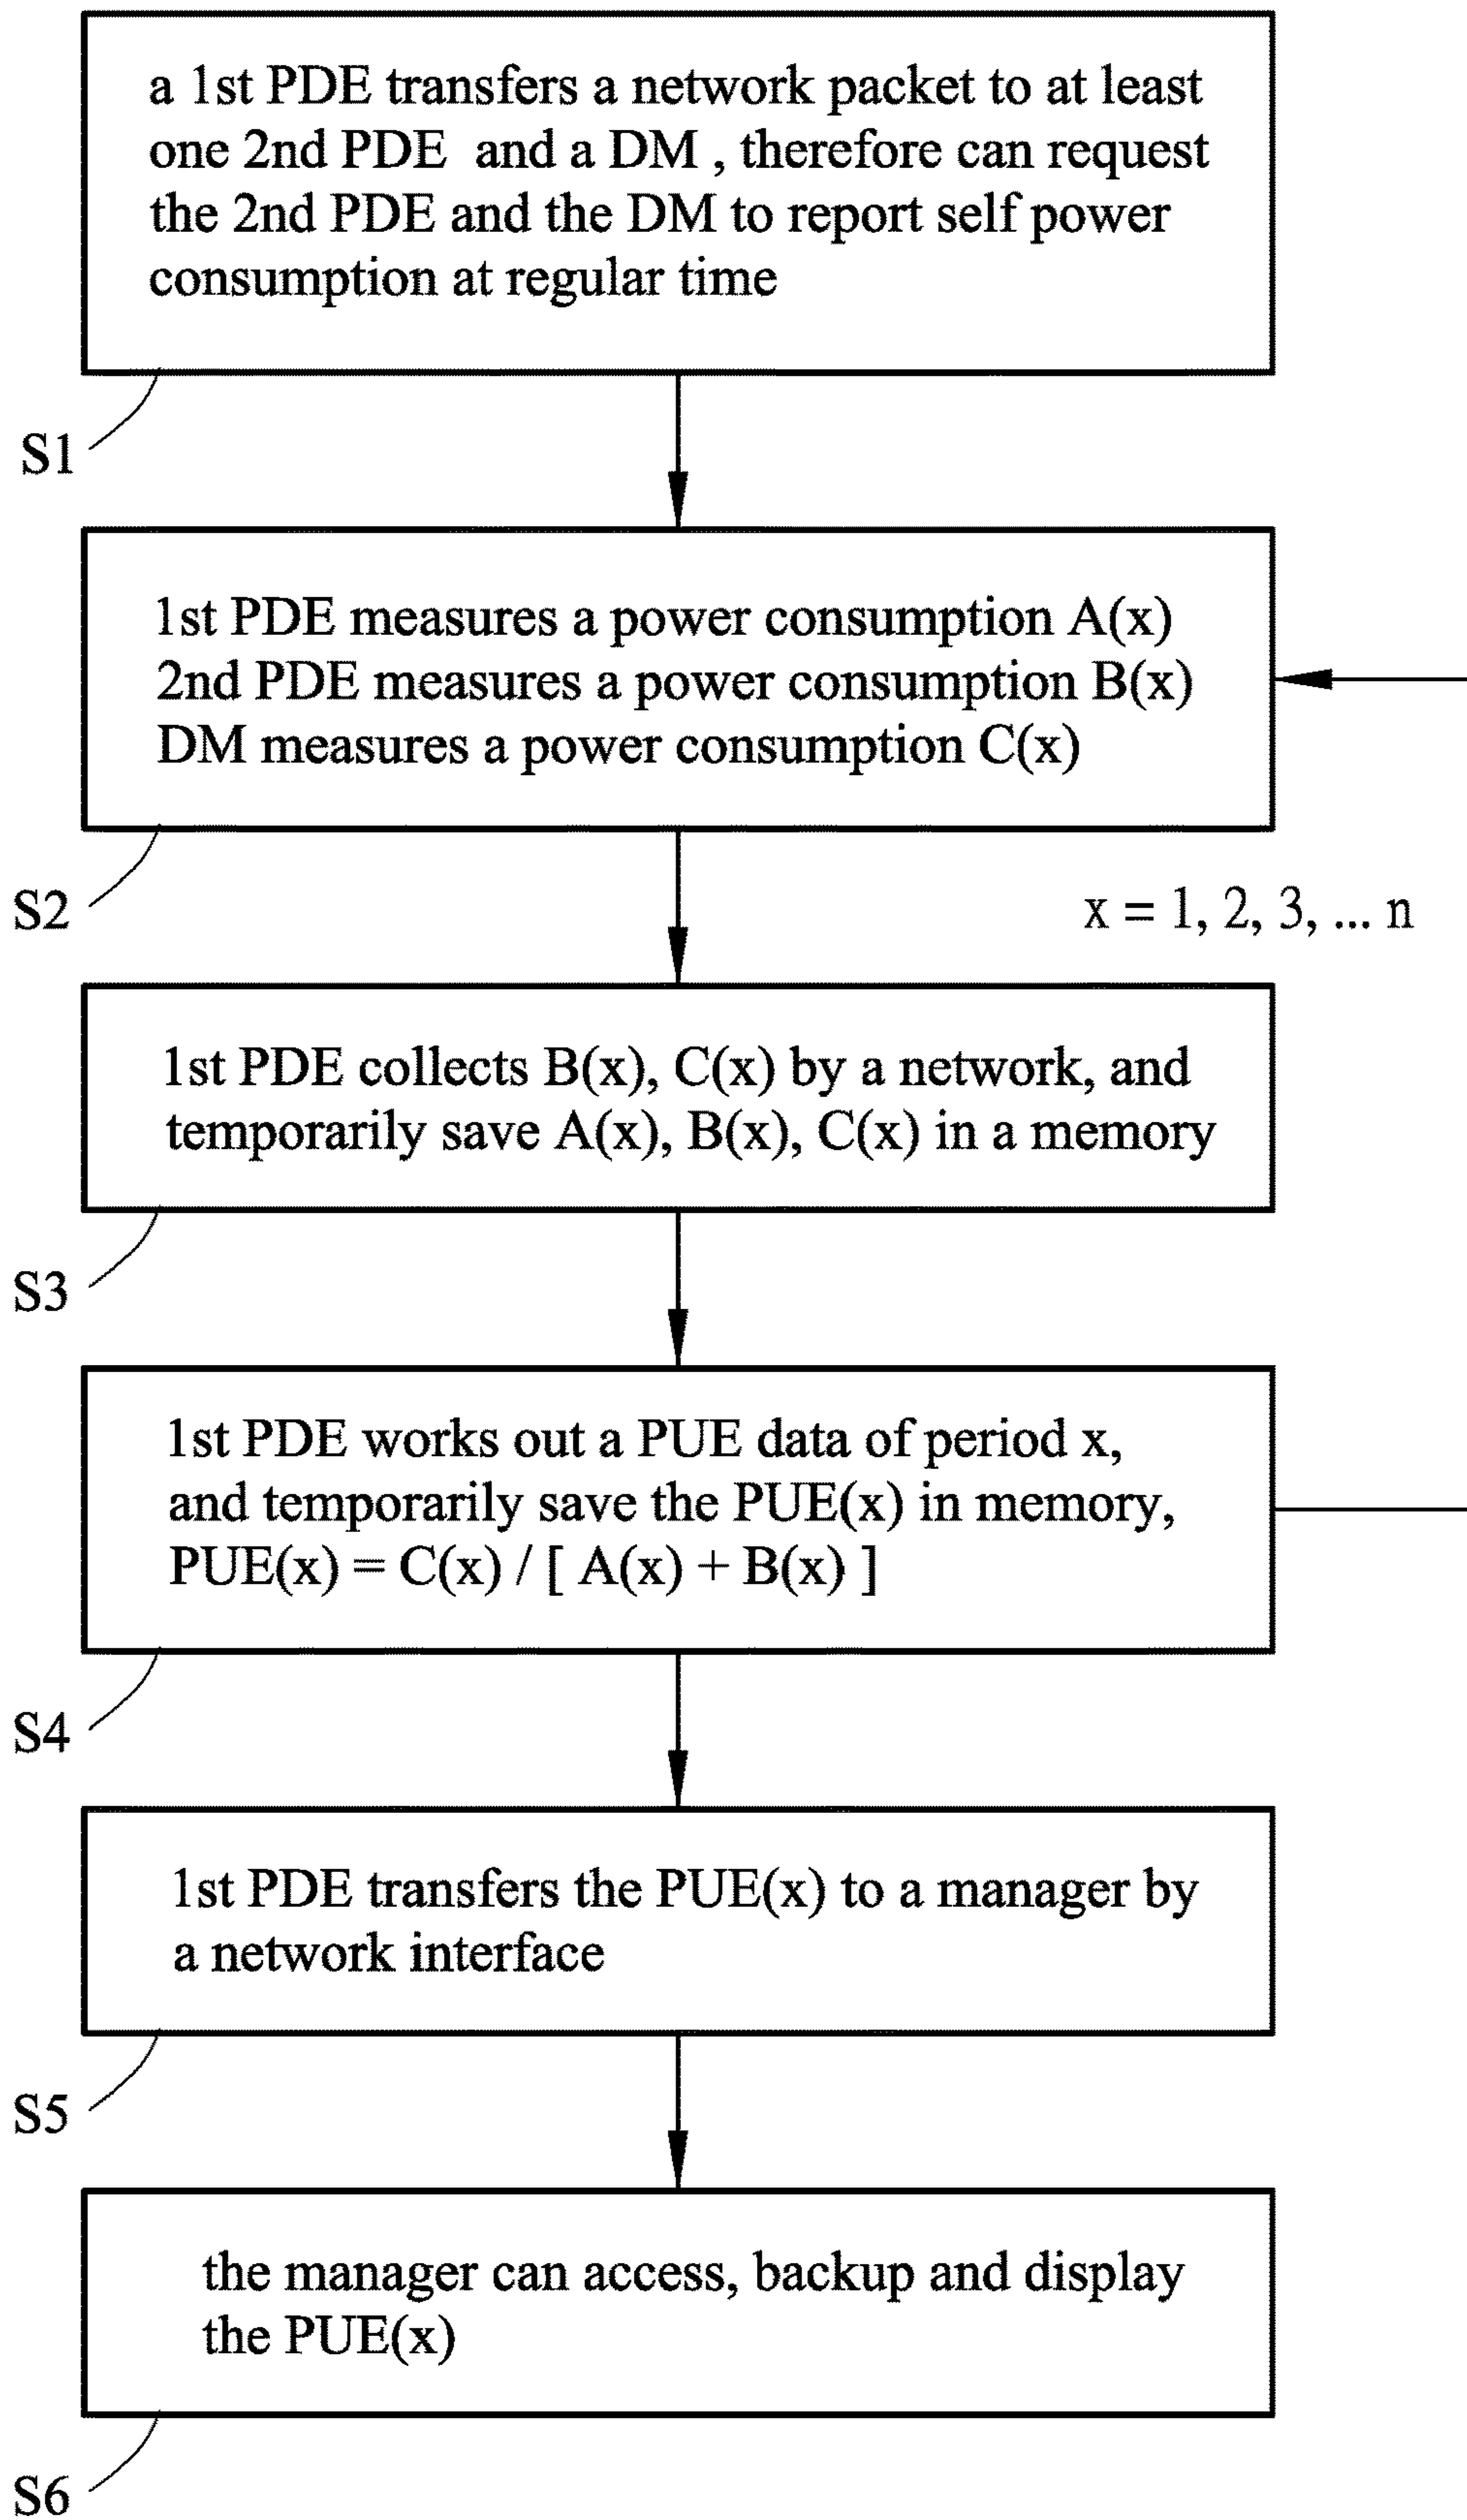 a 1st PDE transfers a network packet to at least
one 2nd PDE and a DM , therefore can request
the 2nd PDE and the DM to report self power
consumption at regular time
S1
1st PDE measures a power consumption A(x)
2nd PDE measures a power consumption B(x)
DM measures a power consumption C(x)
S2
x = 1, 2, 3, ... n
1st PDE collects B(x), C(x) by a network, and
temporarily save A(x), B(x), C(x) in a memory
S3
1st PDE works out a PUE data of period x,
and temporarily save the PUE(x) in memory,
PUE(x) = C(x) / [ A(x) + B(x) ]
S4
1st PDE transfers the PUE(x) to a manager by
a network interface
S5
the manager can access, backup and display
the PUE(x)
S6